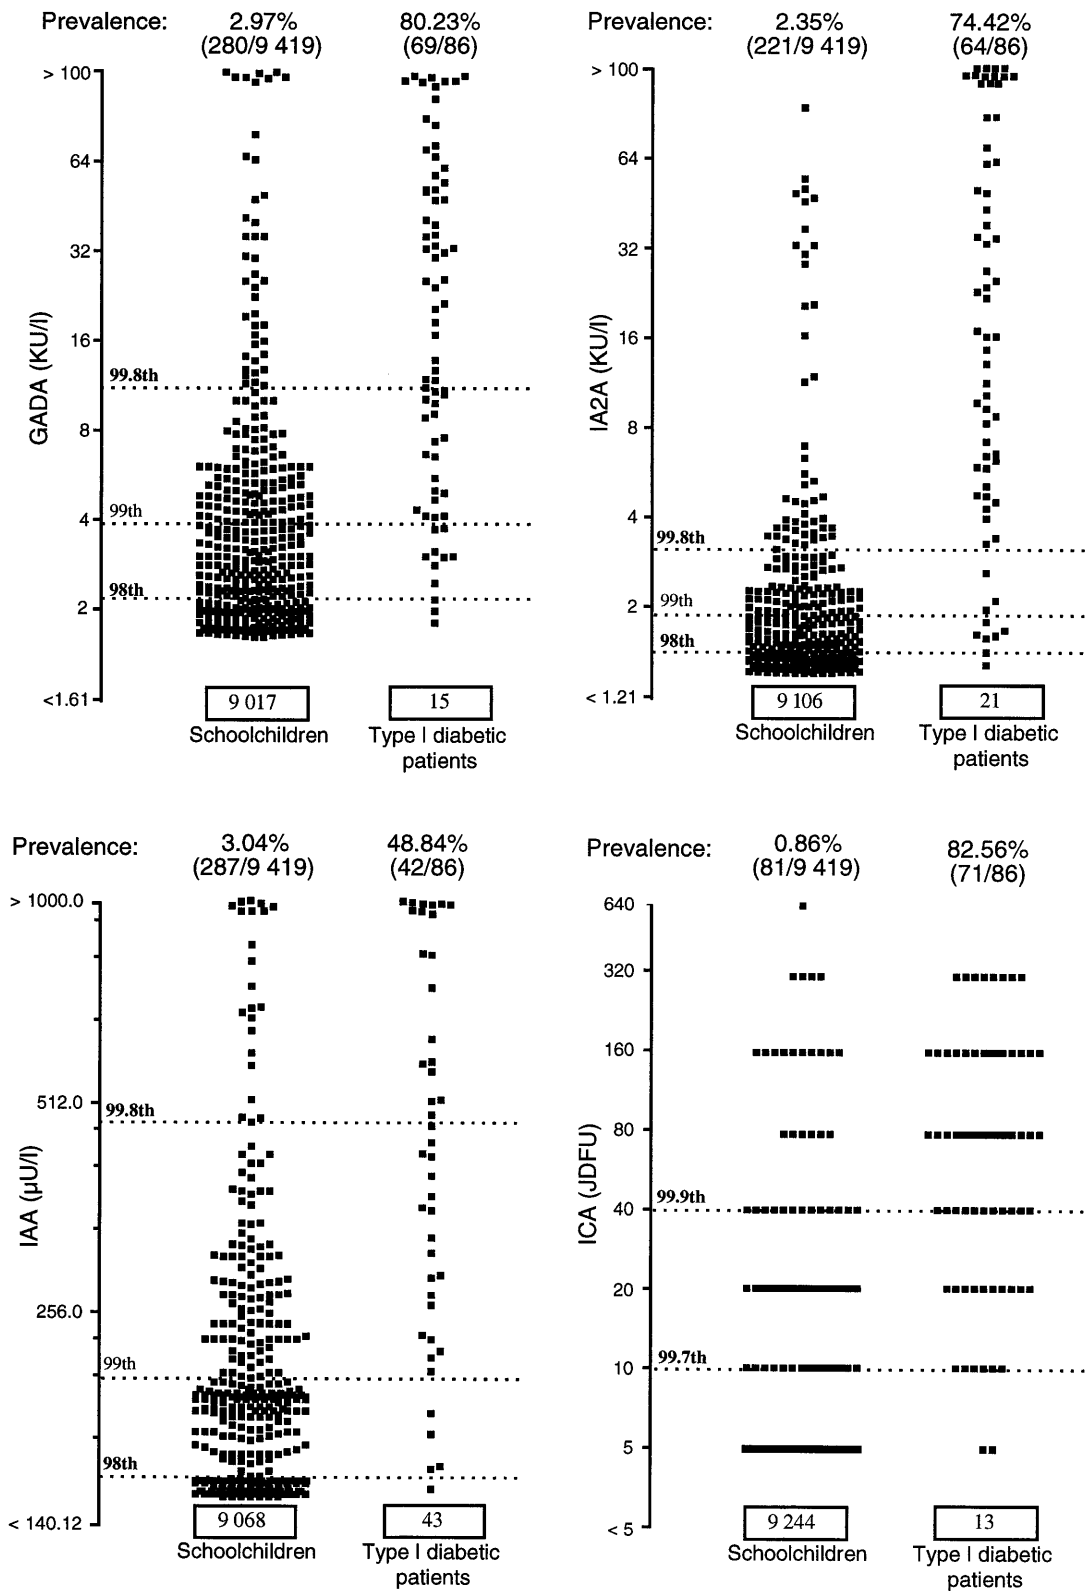 Prevalence: 2.97% 80.23%
(280/9 419) (69/86)
> 100
64
32
16
8
4
2
<1.61
GADA (KU/l)
99.8th
99th
98th
9 017 15
Schoolchildren Type I diabetic
patients
Prevalence: 2.35% 74.42%
(221/9 419) (64/86)
> 100
64
32
16
8
4
2
< 1.21
IA2A (KU/l)
99.8th
99th
98th
9 106 21
Schoolchildren Type I diabetic
patients
Prevalence: 3.04% 48.84%
(287/9 419) (42/86)
> 1000.0
512.0
256.0
< 140.12
IAA (µU/l)
99.8th
99th
98th
9 068 43
Schoolchildren Type I diabetic
patients
Prevalence: 0.86% 82.56%
(81/9 419) (71/86)
640
320
160
80
40
20
10
5
< 5
ICA (JDFU)
99.9th
99.7th
9 244 13
Schoolchildren Type I diabetic
patients